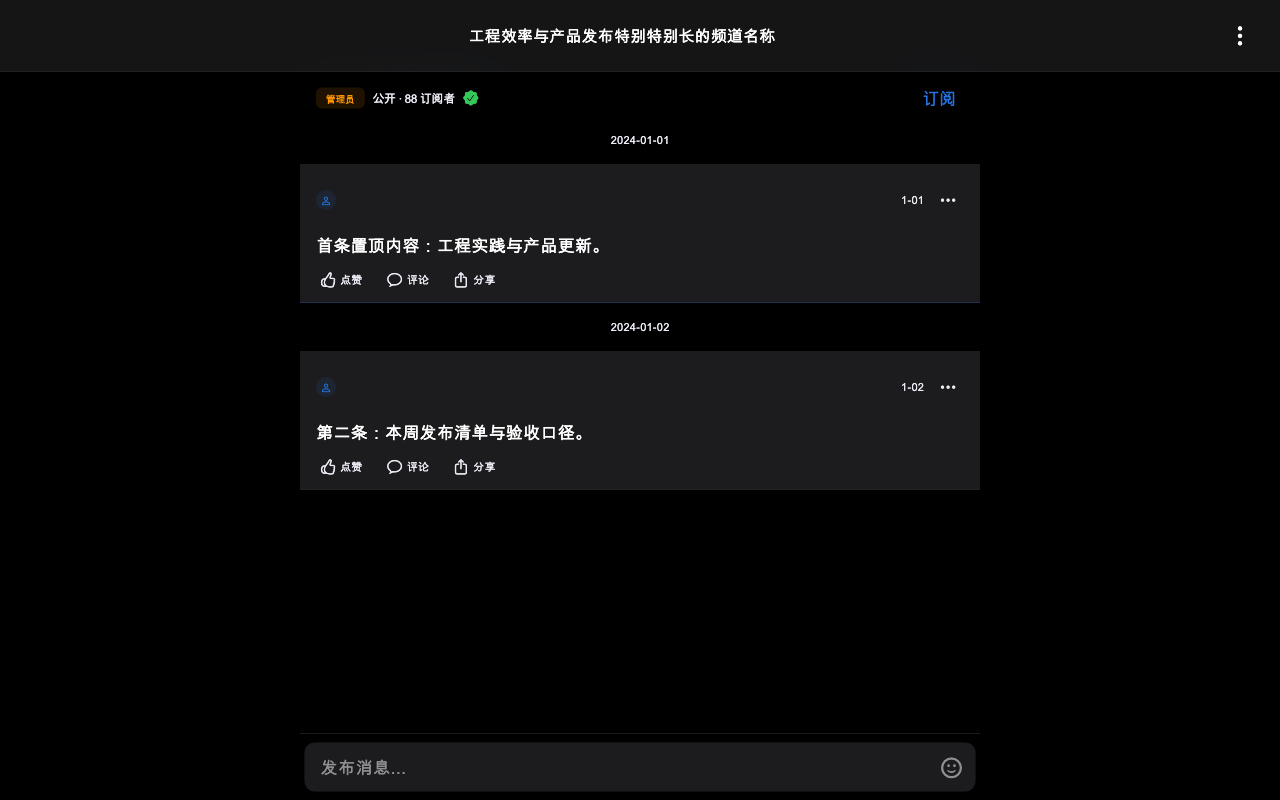 工程效率与产品发布特别特别长的频道名称
管理员 公开 · 88 订阅者 订阅
2024-01-01
1-01
首条置顶内容：工程实践与产品更新。
点赞 评论 分享
2024-01-02
1-02
第二条：本周发布清单与验收口径。
点赞 评论 分享
发布消息...